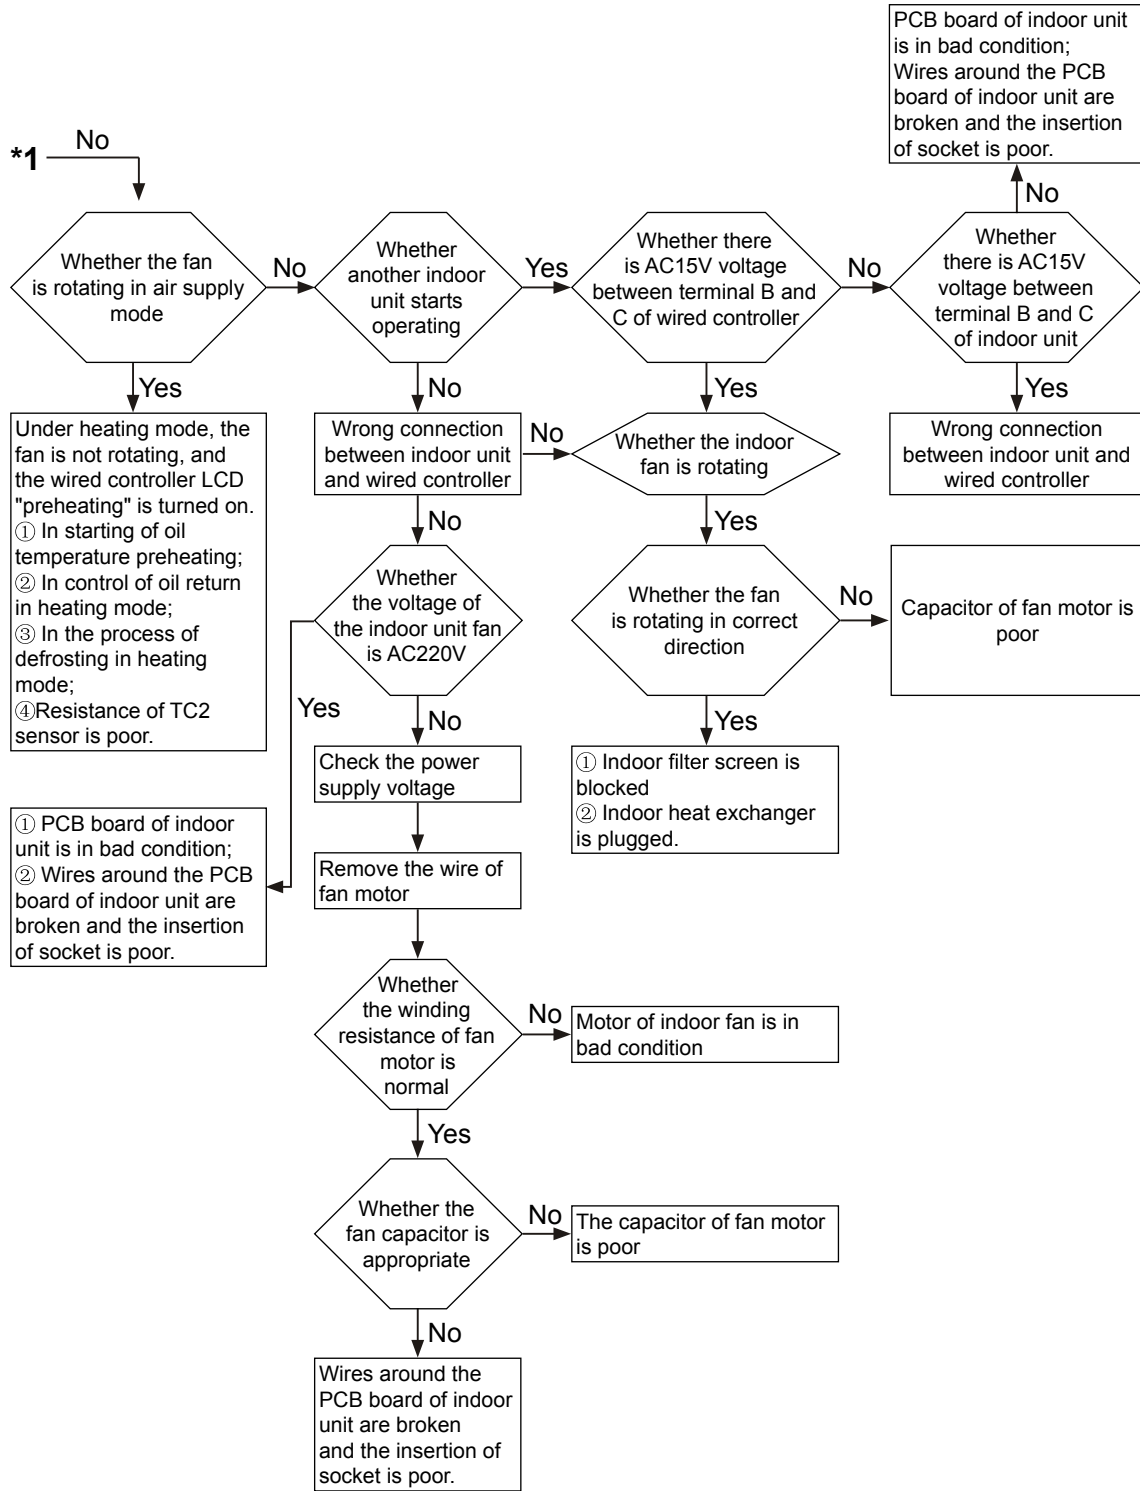 PCB board of indoor unit
is in bad condition;
Wires around the PCB
board of indoor unit are
broken and the insertion
of socket is poor.
No
*1
No
Whether the fan
is rotating in air supply
mode
No
Whether
another indoor
unit starts
operating
Yes
Whether there
is AC15V voltage
between terminal B and
C of wired controller
No
Whether
there is AC15V
voltage between
terminal B and C
of indoor unit
Yes
No
Yes
Yes
Under heating mode, the
fan is not rotating, and
the wired controller LCD
"preheating" is turned on.
① In starting of oil
temperature preheating;
② In control of oil return
in heating mode;
③ In the process of
defrosting in heating
mode;
④Resistance of TC2
sensor is poor.
Wrong connection
between indoor unit
and wired controller
No
Whether the indoor
fan is rotating
Wrong connection
between indoor unit and
wired controller
No
Yes
Whether
the voltage of
the indoor unit fan
is AC220V
Whether the fan
is rotating in correct
direction
No
Capacitor of fan motor is
poor
Yes
No
Yes
Check the power
supply voltage
① Indoor filter screen is
blocked
② Indoor heat exchanger
is plugged.
① PCB board of indoor
unit is in bad condition;
② Wires around the PCB
board of indoor unit are
broken and the insertion
of socket is poor.
Remove the wire of
fan motor
Whether
the winding
resistance of fan
motor is
normal
No
Motor of indoor fan is in
bad condition
Yes
Whether the
fan capacitor is
appropriate
No
The capacitor of fan motor
is poor
No
Wires around the
PCB board of indoor
unit are broken
and the insertion of
socket is poor.